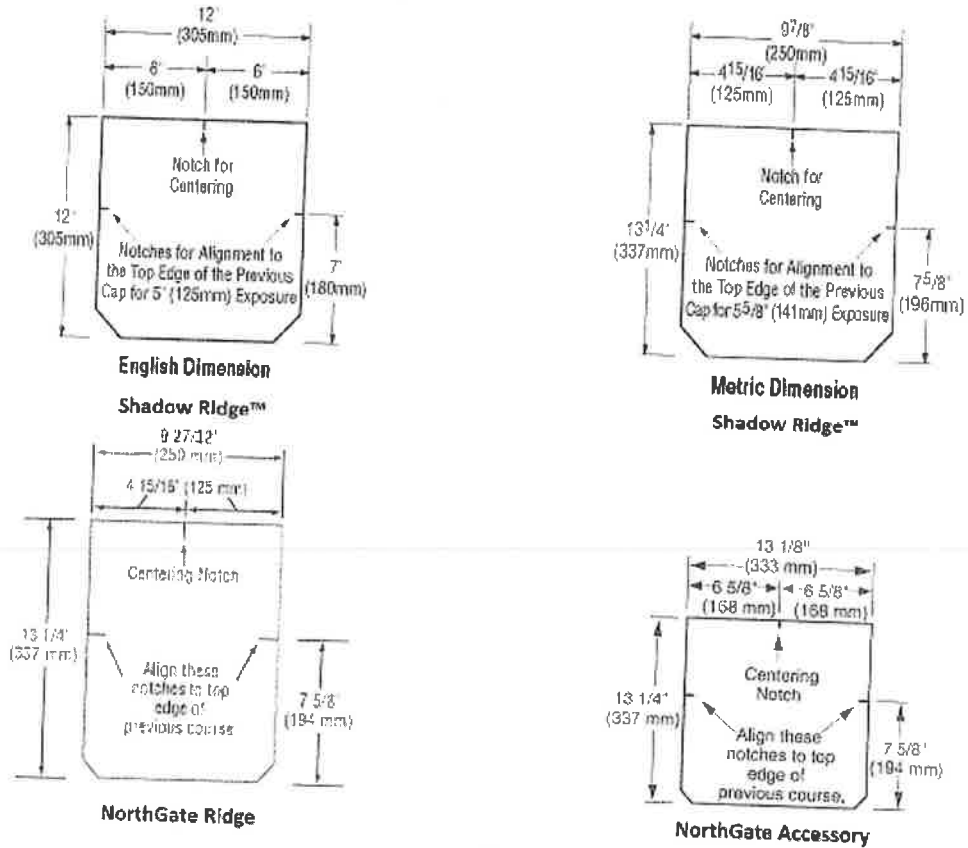 12"
(305mm)
6" 6"
(150mm) (150mm)
Notch for
Centering
12"
(305mm)
Notches for Alignment to
the Top Edge of the Previous
Cap for 5" (125mm) Exposure
7"
(180mm)
English Dimension
Shadow Ridge™
97/8"
(250mm)
4 15/16" 4 15/16"
(125mm) (125mm)
Notch for
Centering
13 1/4"
(337mm)
Notches for Alignment to
the Top Edge of the Previous
Cap for 5 5/8" (141mm) Exposure
7 5/8"
(196mm)
Metric Dimension
Shadow Ridge™
9 27/32"
(250 mm)
4 15/16" (125 mm)
Centering Notch
13 1/4"
(337 mm)
Align these
notches to top
edge of
previous course
7 5/8"
(194 mm)
NorthGate Ridge
13 1/8"
(333 mm)
6 5/8" 6 5/8"
(168 mm) (168 mm)
Centering
Notch
13 1/4"
(337 mm)
Align these
notches to top
edge of
previous course.
7 5/8"
(194 mm)
NorthGate Accessory